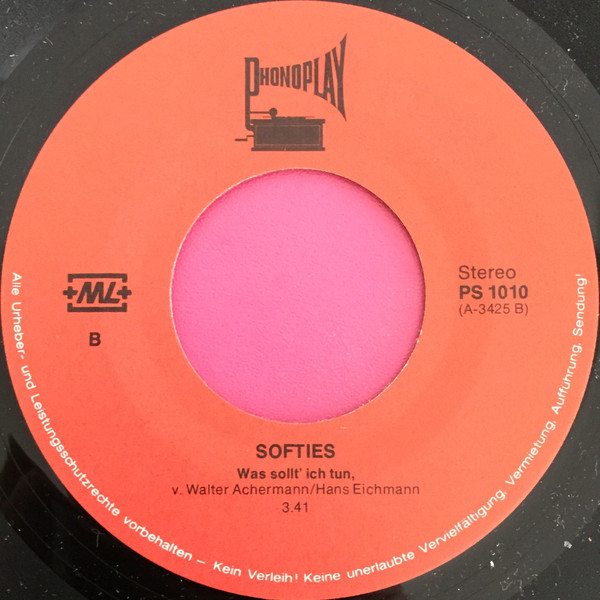 PHONOPLAY
+ML+
B
Stereo
PS 1010
(A-3425 B)
SOFTIES
Was sollt' ich tun,
v. Walter Achermann/Hans Eichmann
3.41
Alle Urheber- und Leistungsschutzrechte vorbehalten – Kein Verleih! Keine unerlaubte Vervielfältigung. Vermietung. Aufführung. Sendung!